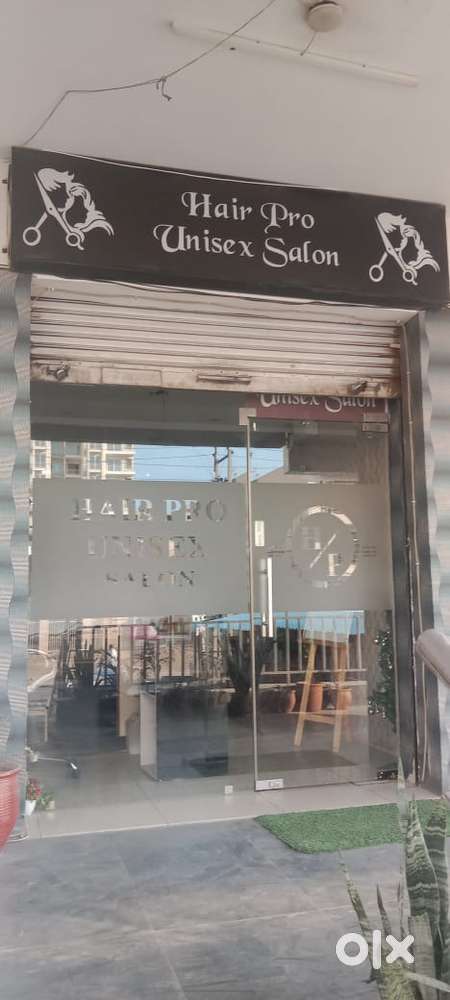 Hair Pro
Unisex Salon
Unisex Salon
HAIR PRO
UNISEX
SALON
H/P
olx